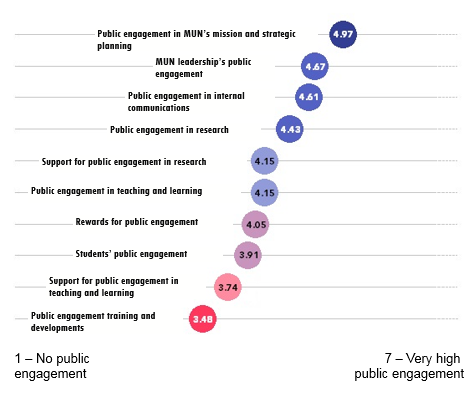 Public engagement in MUN's mission and strategic
planning
4.97
MUN leadership's public
engagement
4.67
Public engagement in internal
communications
4.61
Public engagement in research
4.43
Support for public engagement in research
4.15
Public engagement in teaching and learning
4.15
Rewards for public engagement
4.05
Students' public engagement
3.91
Support for public engagement in
teaching and learning
3.74
Public engagement training and
developments
3.48
1 – No public
engagement
7 – Very high
public engagement